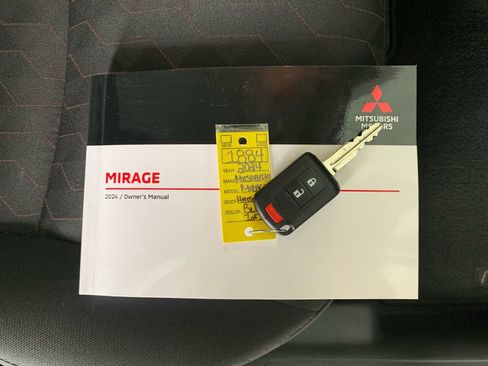 MITSUBISHI
MOTORS
MIRAGE
2024 / Owner's Manual
NEW
1884
YEAR 2024
MAKE MITSUBISHI
MODEL
BODY
COLOR